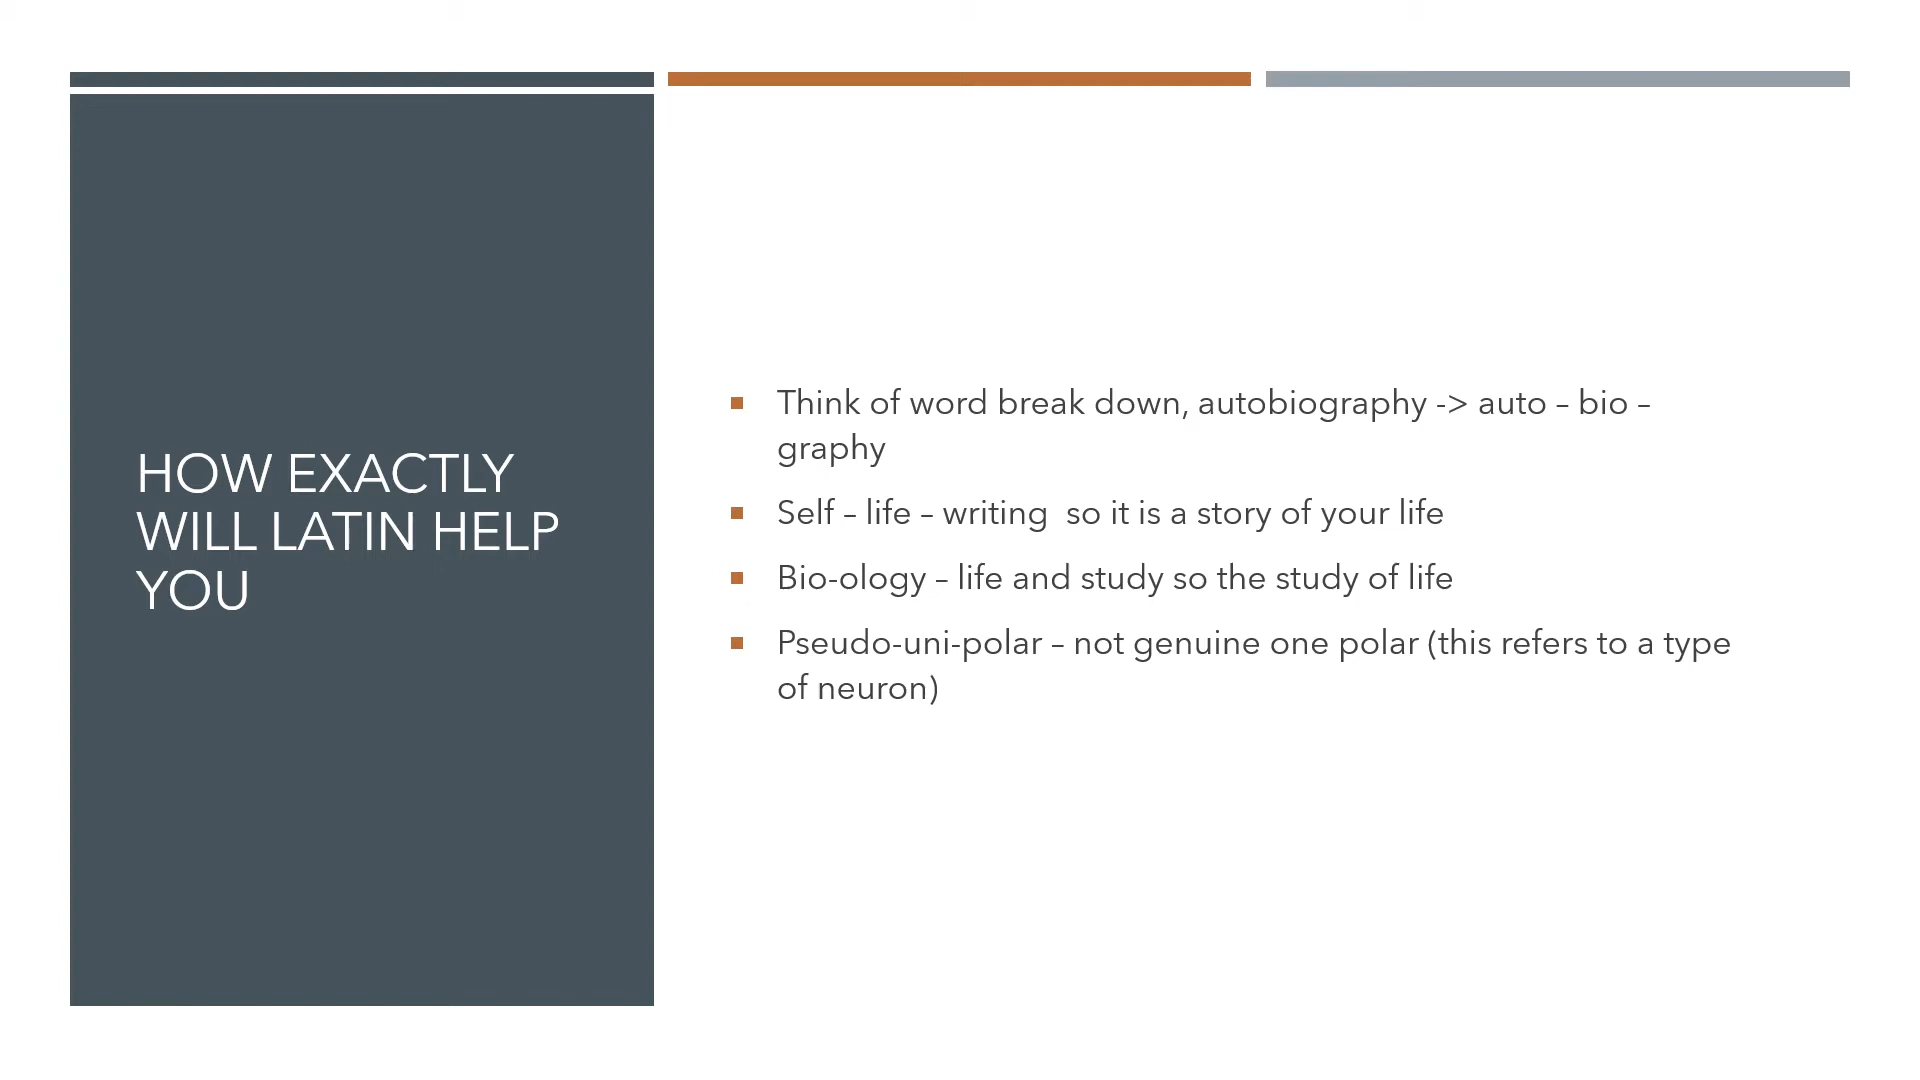 HOW EXACTLY
WILL LATIN HELP
YOU
Think of word break down, autobiography -> auto – bio –
graphy
Self – life – writing  so it is a story of your life
Bio-ology – life and study so the study of life
Pseudo-uni-polar – not genuine one polar (this refers to a type
of neuron)